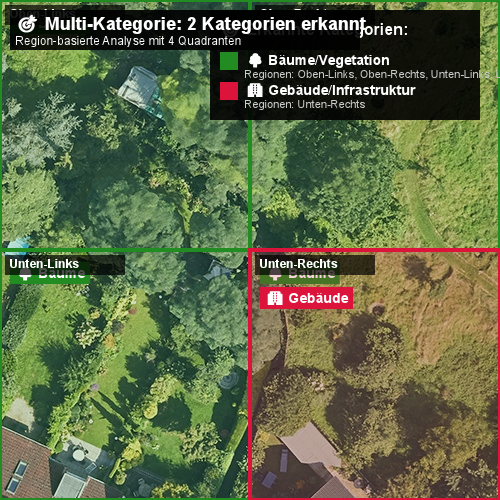 Multi-Kategorie: 2 Kategorien erkannt
Region-basierte Analyse mit 4 Quadranten
Bäume/Vegetation
Regionen: Oben-Links, Oben-Rechts, Unten-Links, U
Gebäude/Infrastruktur
Regionen: Unten-Rechts
Unten-Links
Bäume
Unten-Rechts
Bäume
Gebäude